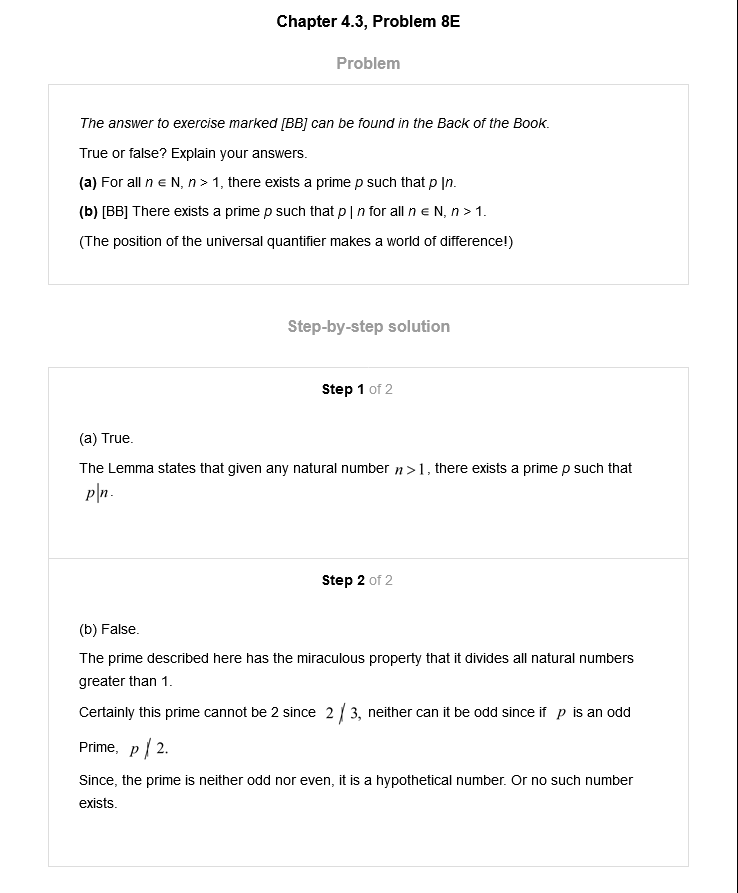 Chapter 4.3, Problem 8E
Problem
The answer to exercise marked [BB] can be found in the Back of the Book.
True or false? Explain your answers.
(a) For all n ∊ N, n > 1, there exists a prime p such that p |n.
(b) [BB] There exists a prime p such that p | n for all n ∊ N, n > 1.
(The position of the universal quantifier makes a world of difference!)
Step-by-step solution
Step 1 of 2
(a) True.
The Lemma states that given any natural number n > 1, there exists a prime p such that
p|n.
Step 2 of 2
(b) False.
The prime described here has the miraculous property that it divides all natural numbers
greater than 1.
Certainly this prime cannot be 2 since 2 ∤ 3, neither can it be odd since if p is an odd
Prime, p ∤ 2.
Since, the prime is neither odd nor even, it is a hypothetical number. Or no such number
exists.